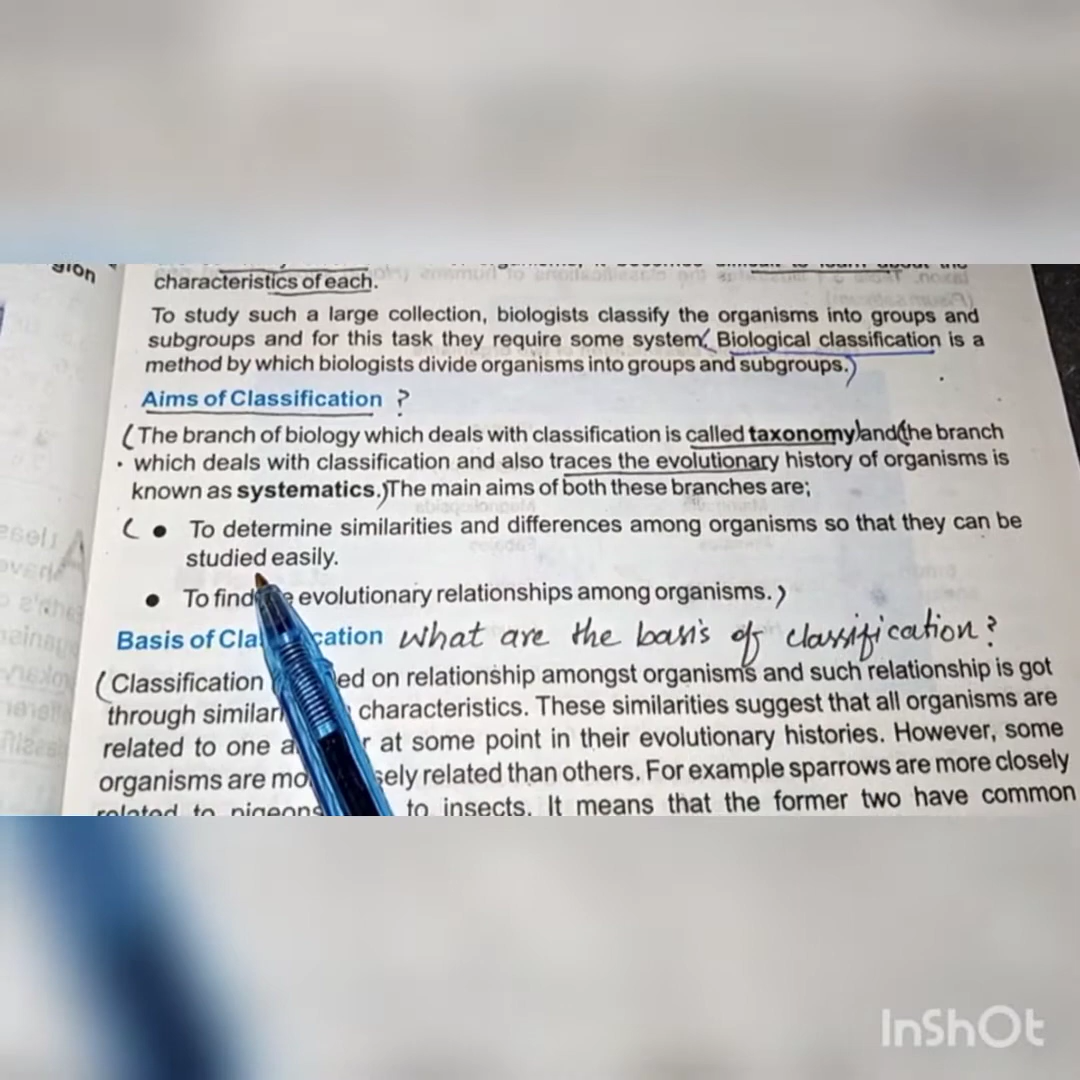 gion
characteristics of each.
To study such a large collection, biologists classify the organisms into groups and
subgroups and for this task they require some system. Biological classification is a
method by which biologists divide organisms into groups and subgroups.)
Aims of Classification ?
(The branch of biology which deals with classification is called taxonomy) and (the branch
which deals with classification and also traces the evolutionary history of organisms is
known as systematics.) The main aims of both these branches are;
( • To determine similarities and differences among organisms so that they can be
studied easily.
• To find evolutionary relationships among organisms.)
Basis of What are the basis of classification?
(Classification on relationship amongst organisms and such relationship is got
through characteristics. These similarities suggest that all organisms are
related to one at some point in their evolutionary histories. However, some
organisms are related than others. For example sparrows are more closely
related to pigeons to insects. It means that the former two have common
InShOt